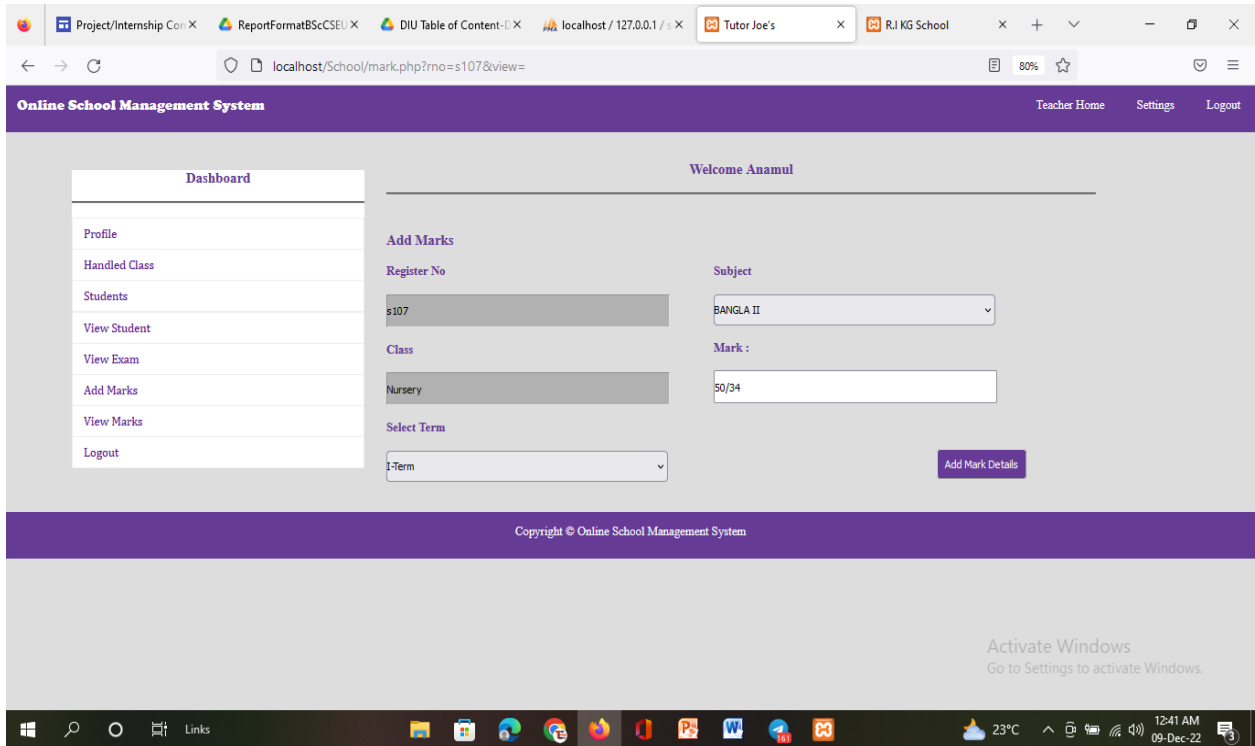 Project/Internship Con
ReportFormatBScCSEU
DIU Table of Content-D
localhost / 127.0.0.1 / s
Tutor Joe's
R.I KG School
localhost/School/mark.php?rno=s107&view=
80%
Online School Management System
Teacher Home
Settings
Logout
Dashboard
Profile
Handled Class
Students
View Student
View Exam
Add Marks
View Marks
Logout
Welcome Anamul
Add Marks
Register No
Subject
s107
BANGLA II
Class
Mark :
Nursery
50/34
Select Term
I-Term
Add Mark Details
Copyright © Online School Management System
Activate Windows
Go to Settings to activate Windows.
Links
161
23°C
12:41 AM
09-Dec-22
3